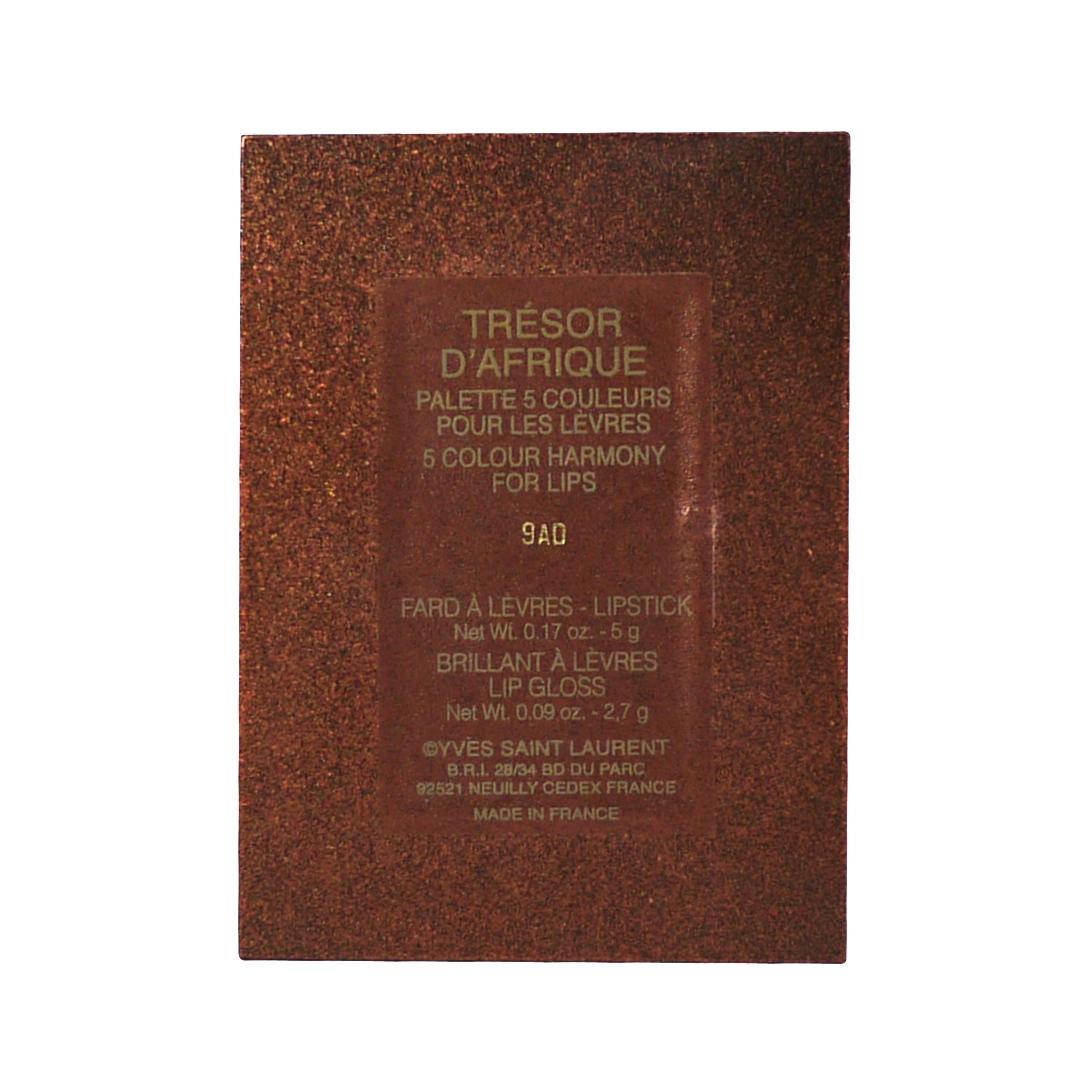 TRÉSOR
D'AFRIQUE
PALETTE 5 COULEURS
POUR LES LÈVRES
5 COLOUR HARMONY
FOR LIPS
9AD
FARD À LÈVRES - LIPSTICK
Net Wt. 0.17 oz. - 5 g
BRILLANT À LÈVRES
LIP GLOSS
Net Wt. 0.09 oz. - 2,7 g
©YVES SAINT LAURENT
B.R.I. 28/34 BD DU PARC
92521 NEUILLY CEDEX FRANCE
MADE IN FRANCE